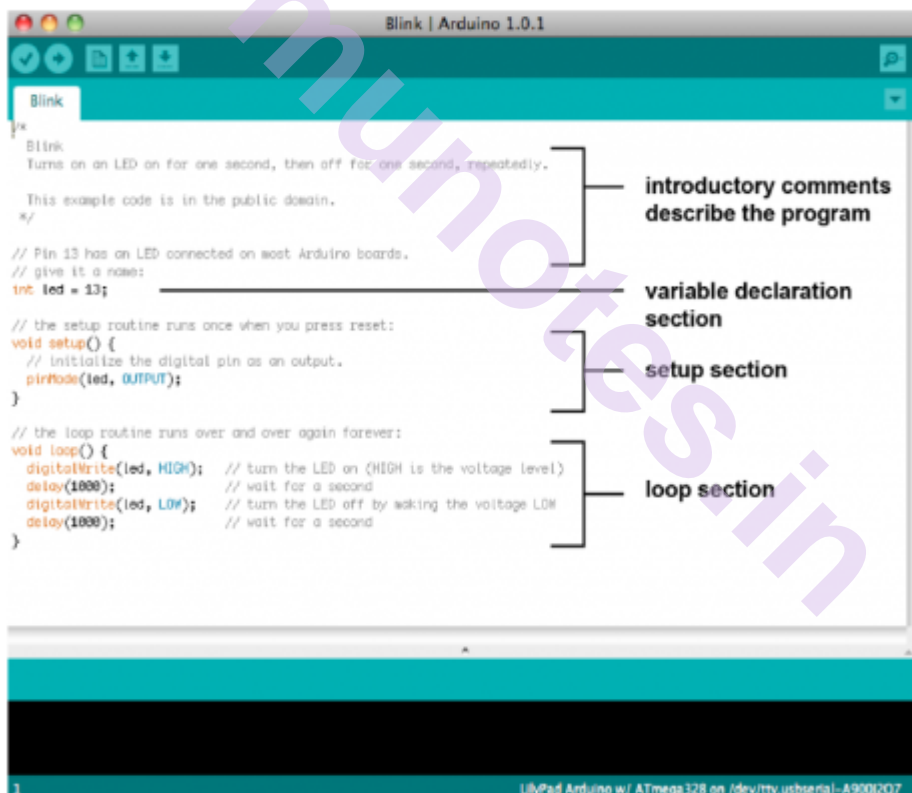 Blink | Arduino 1.0.1
Blink
/*
Blink
Turns on an LED on for one second, then off for one second, repeatedly.
This example code is in the public domain.
*/
introductory comments
describe the program
// Pin 13 has an LED connected on most Arduino boards.
// give it a name:
int led = 13;
variable declaration
section
// the setup routine runs once when you press reset:
void setup() {
// initialize the digital pin as an output.
pinMode(led, OUTPUT);
}
setup section
// the loop routine runs over and over again forever:
void loop() {
digitalWrite(led, HIGH); // turn the LED on (HIGH is the voltage level)
delay(1000); // wait for a second
digitalWrite(led, LOW); // turn the LED off by making the voltage LOW
delay(1000); // wait for a second
}
loop section
1
LilyPad Arduino w/ ATmega328 on /dev/tty.usbserial-A900J2O7
munotes.in